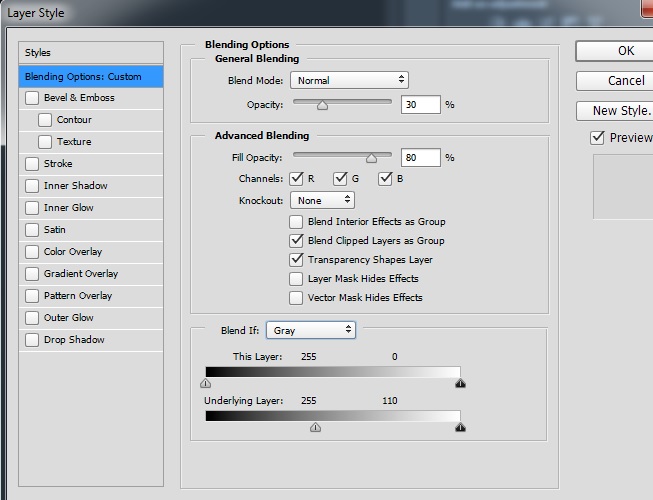 Layer Style
Styles
Blending Options: Custom
Bevel & Emboss
Contour
Texture
Stroke
Inner Shadow
Inner Glow
Satin
Color Overlay
Gradient Overlay
Pattern Overlay
Outer Glow
Drop Shadow
Blending Options
General Blending
Blend Mode: Normal
Opacity: 30 %
Advanced Blending
Fill Opacity: 80 %
Channels: R G B
Knockout: None
Blend Interior Effects as Group
Blend Clipped Layers as Group
Transparency Shapes Layer
Layer Mask Hides Effects
Vector Mask Hides Effects
Blend If: Gray
This Layer: 255 0
Underlying Layer: 255 110
OK
Cancel
New Style.
Preview